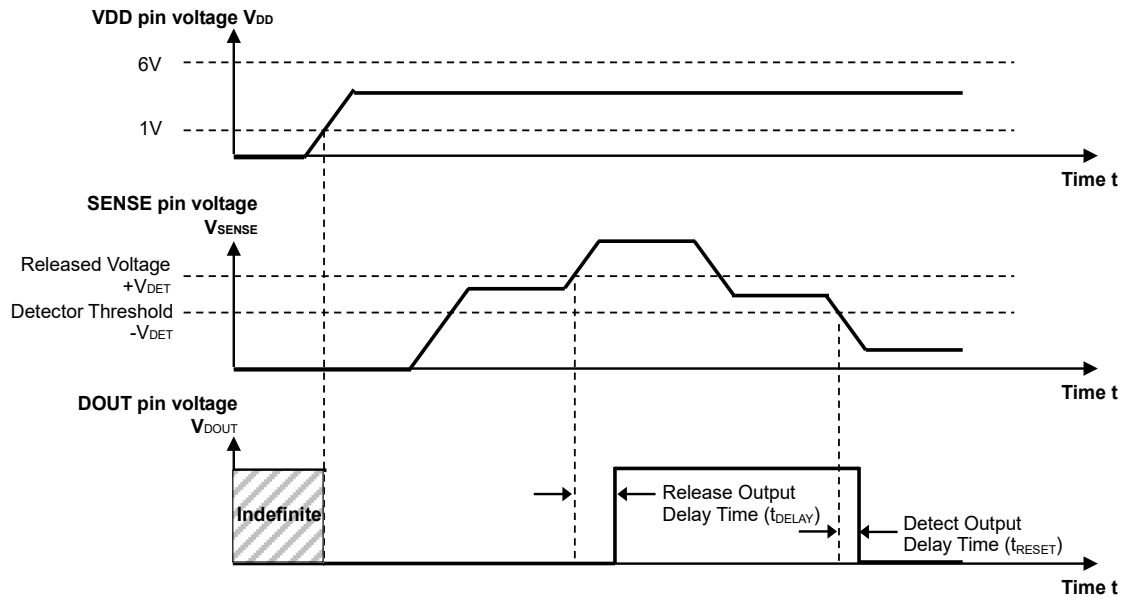 VDD pin voltage VDD
6V
1V
Time t
SENSE pin voltage
VSENSE
Released Voltage
+VDET
Detector Threshold
-VDET
Time t
DOUT pin voltage
VDOUT
Indefinite
Release Output
Delay Time (tDELAY)
Detect Output
Delay Time (tRESET)
Time t